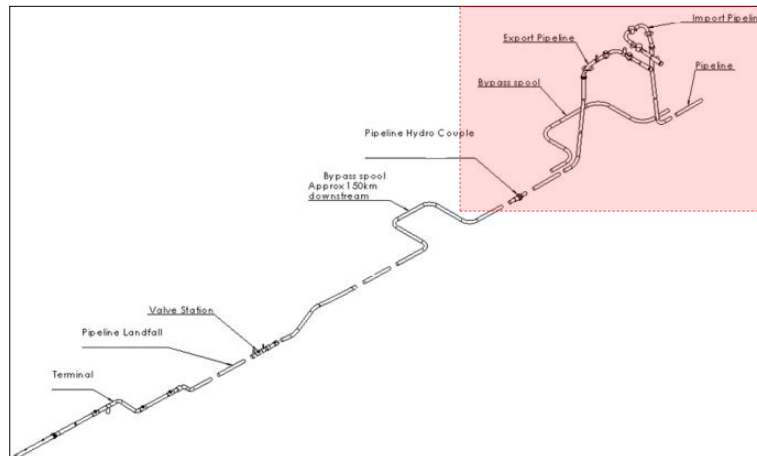 Import Pipelin
Export Pipeline
Pipeline
Bypass spool
Pipeline Hydro Couple
Bypass spool
Approx 150km
downstream
Valve Station
Pipeline Landfall
Terminal